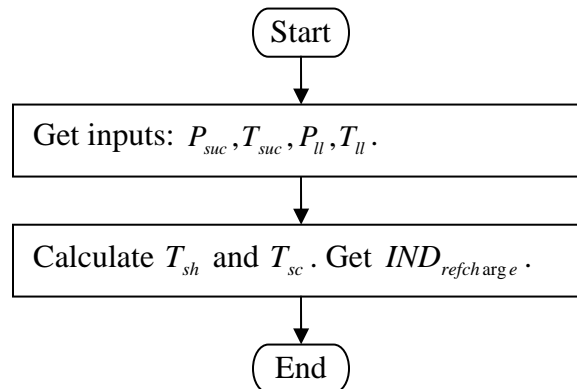 Start
Get inputs: P_suc, T_suc, P_ll, T_ll.
Calculate T_sh and T_sc. Get IND_refcharge.
End